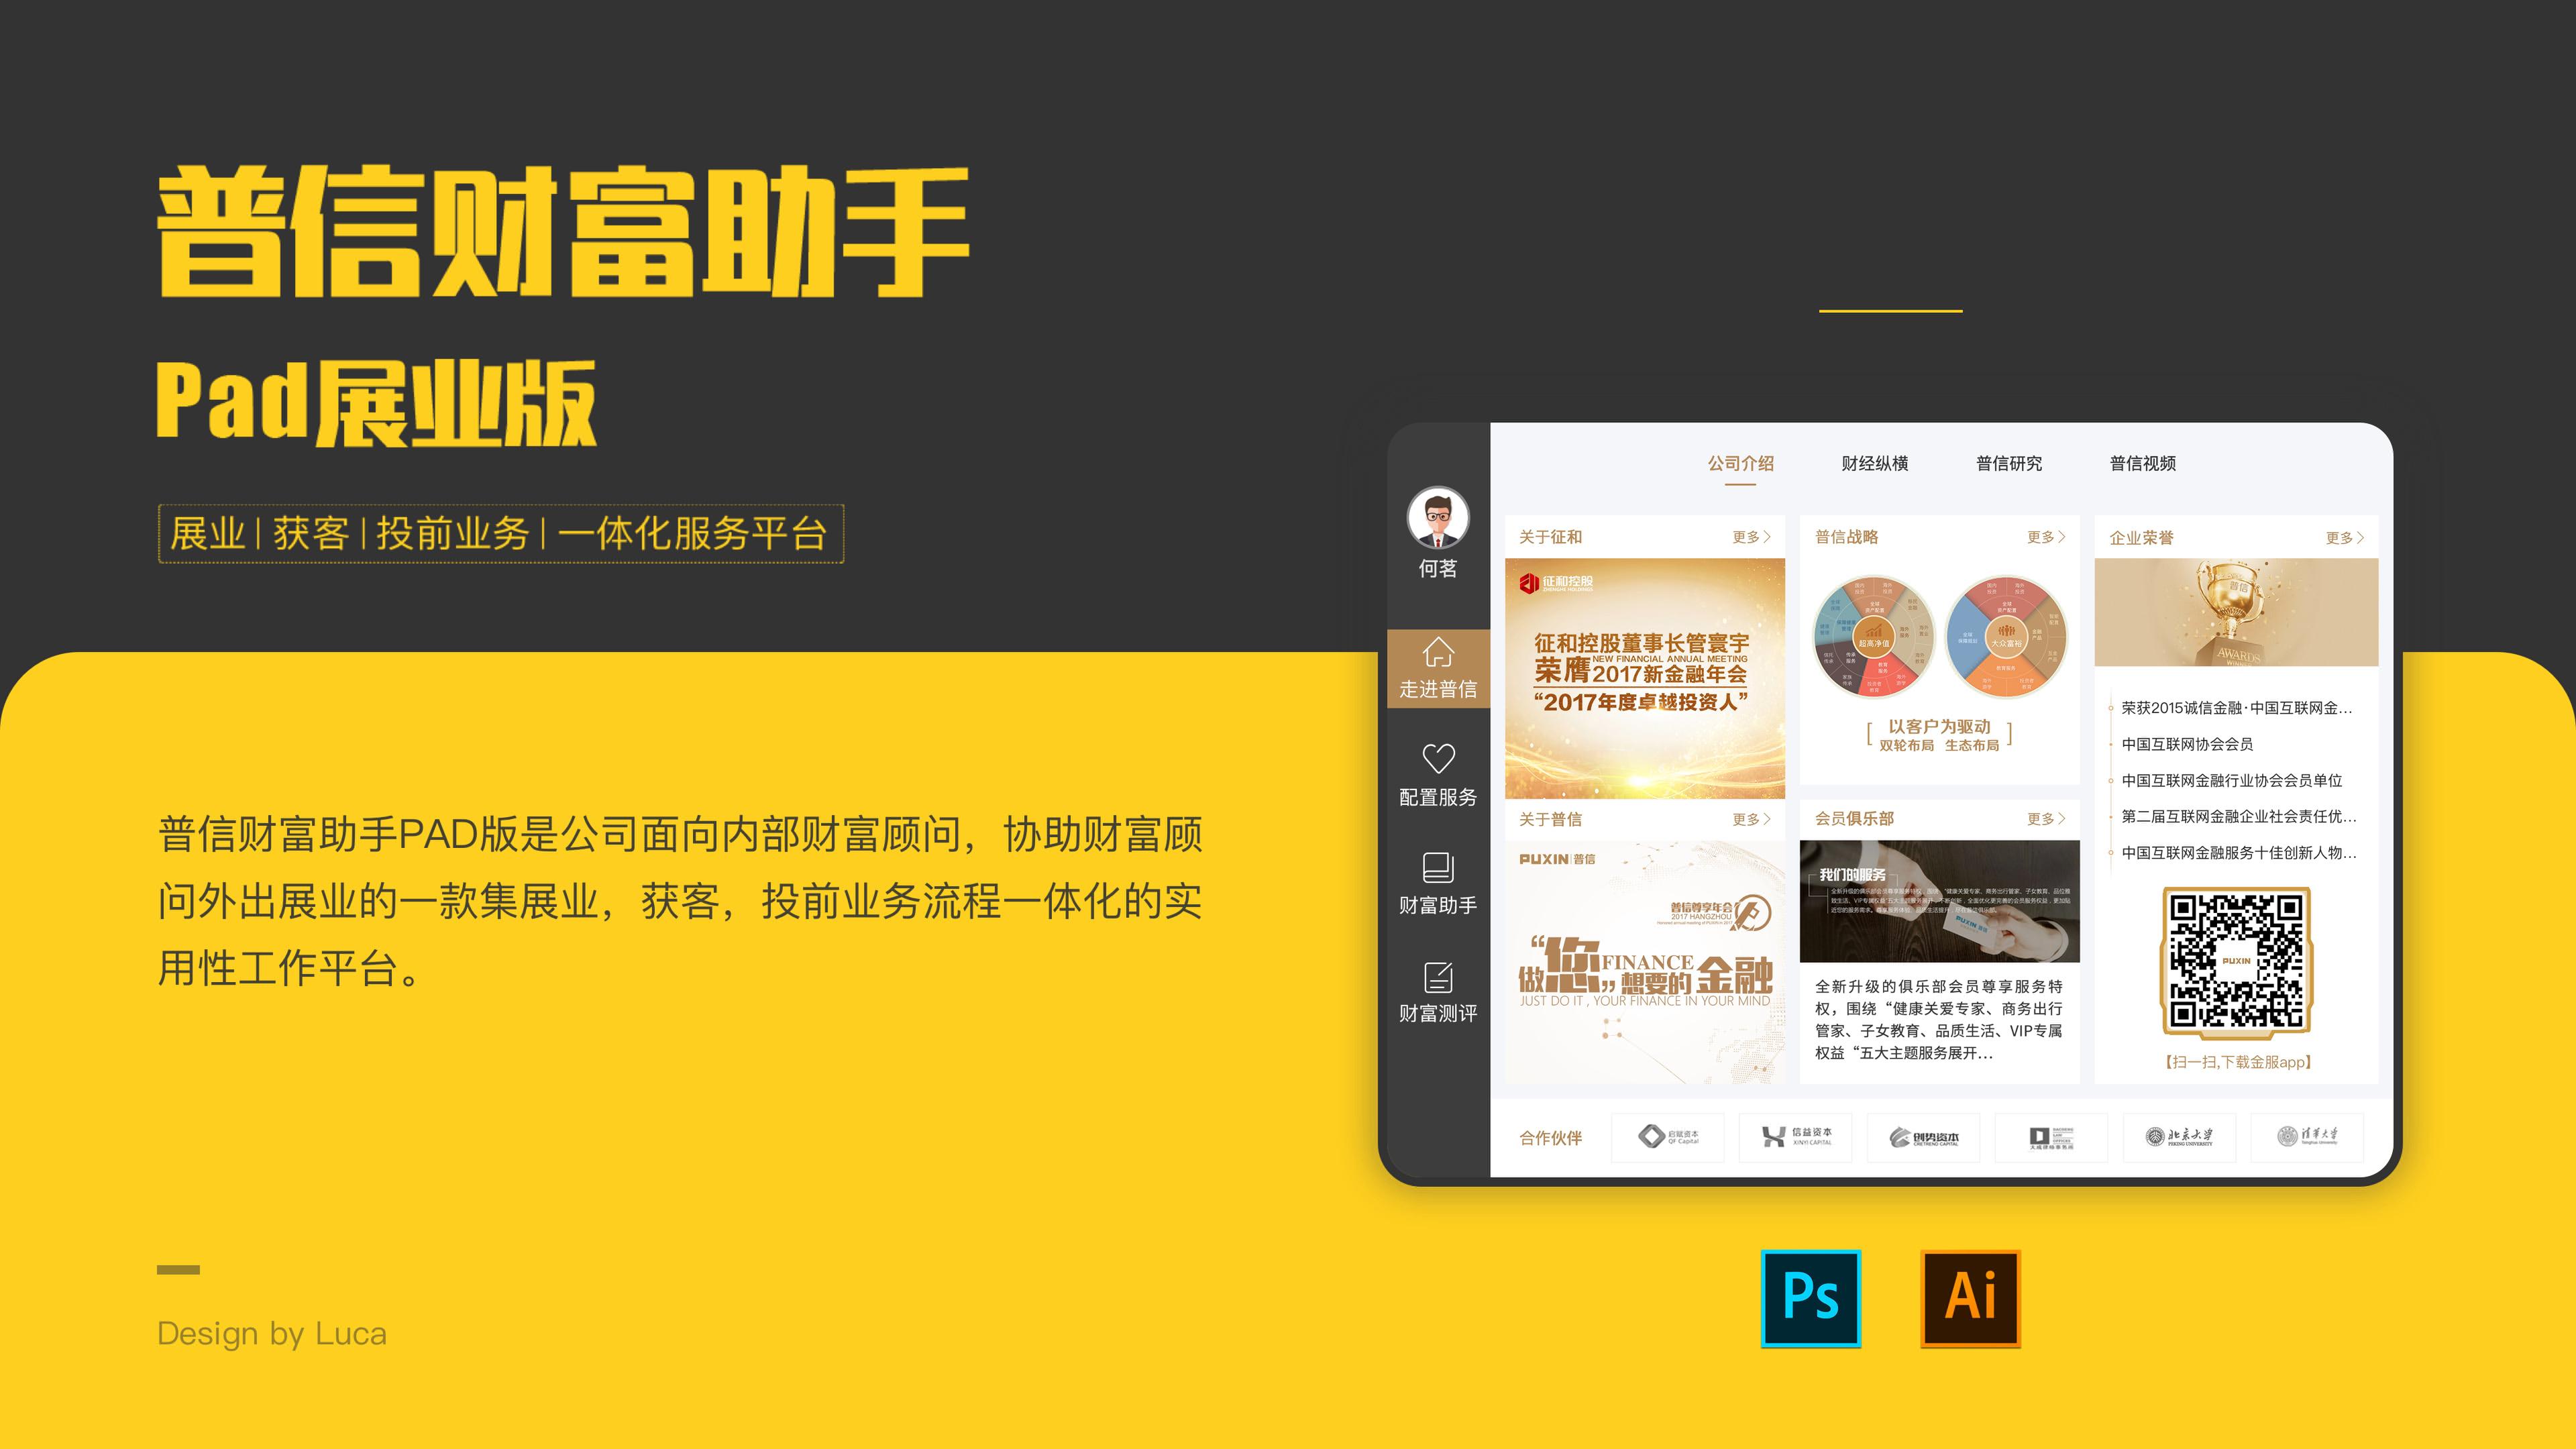 普信财富助手
Pad展业版
展业 | 获客 | 投前业务 | 一体化服务平台
普信财富助手PAD版是公司面向内部财富顾问，协助财富顾
问外出展业的一款集展业，获客，投前业务流程一体化的实
用性工作平台。
Design by Luca
何茗
走进普信
配置服务
财富助手
财富测评
公司介绍 财经纵横 普信研究 普信视频
关于征和 更多
征和控股
ZHENGHE HOLDINGS
征和控股董事长管寰宇
荣膺 NEW FINANCIAL ANNUAL MEETING
2017新金融年会
“2017年度卓越投资人”
关于普信 更多
PUXIN | 普信
普信尊享年会
2017 HANGZHOU
做“您”FINANCE想要的金融
JUST DO IT , YOUR FINANCE IN YOUR MIND
普信战略 更多
超高净值
大众富裕
以客户为驱动
双轮布局 生态布局
会员俱乐部 更多
我们的服务
PUXIN 普信
全新升级的俱乐部会员尊享服务特
权，围绕“健康关爱专家、商务出行
管家、子女教育、品质生活、VIP专属
权益“五大主题服务展开...
企业荣誉 更多
普信
AWARDS
WINNER
荣获2015诚信金融·中国互联网金...
中国互联网协会会员
中国互联网金融行业协会会员单位
第二届互联网金融企业社会责任优...
中国互联网金融服务十佳创新人物...
PUXIN
【扫一扫,下载金服app】
合作伙伴
启赋资本
QF Capital
信益资本
XINYI CAPITAL
创势资本
CRETREND CAPITAL
北京大学
PEKING UNIVERSITY
清华大学
Tsinghua University
Ps
Ai